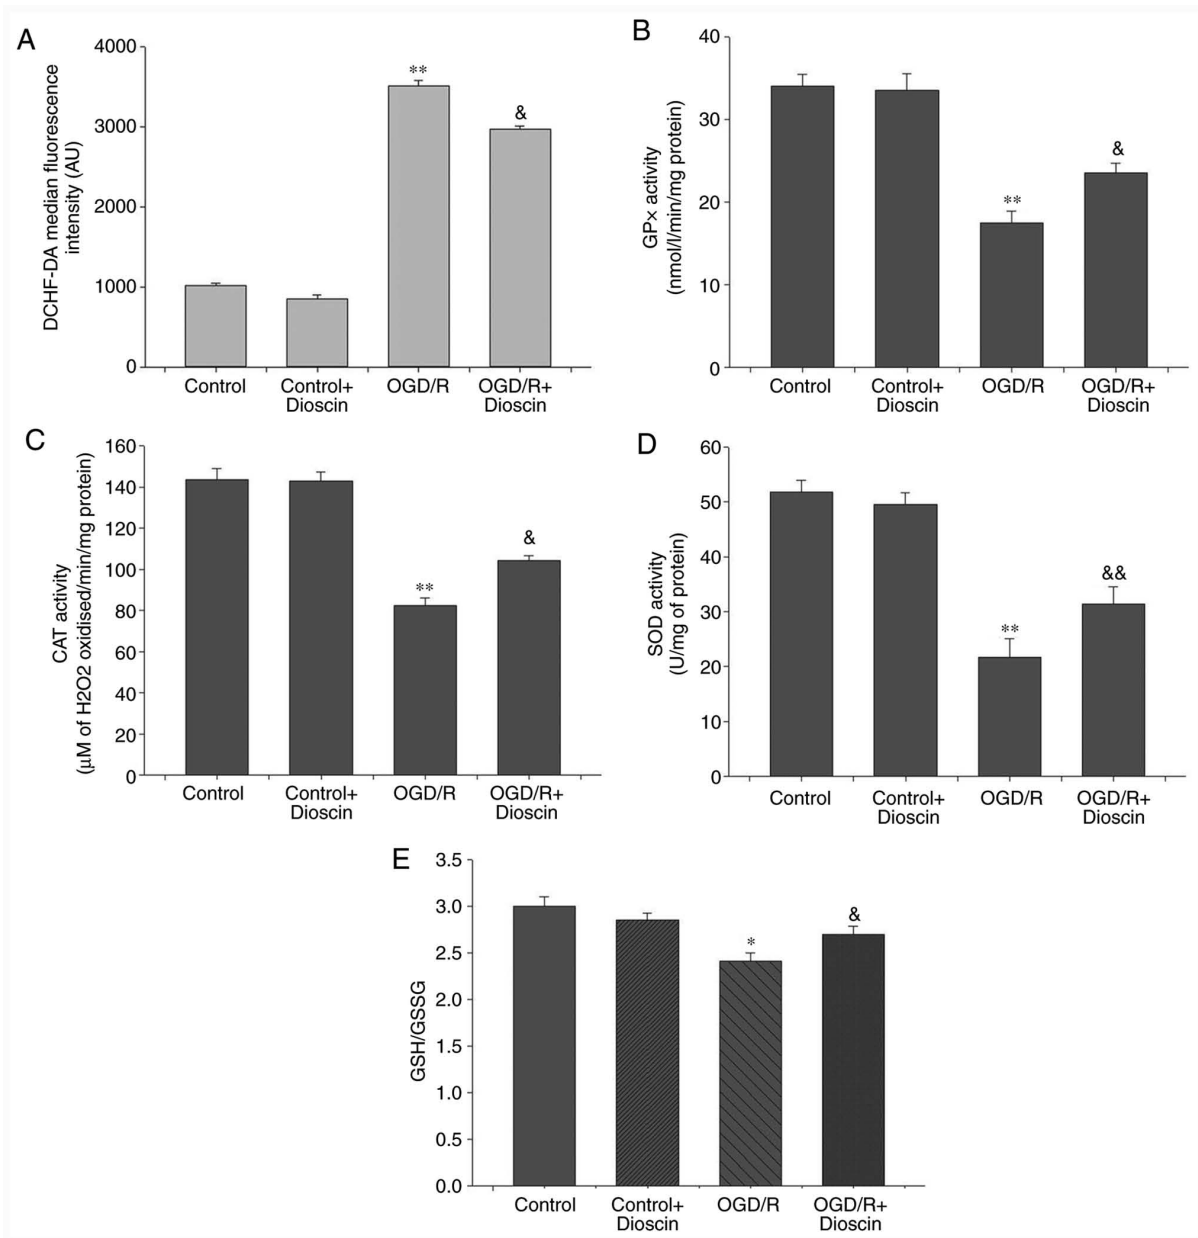 A
DCHF-DA median fluorescence
intensity (AU)
4000
3000
2000
1000
0
**
&
Control
Control+
Dioscin
OGD/R
OGD/R+
Dioscin
B
GP× activity
(nmol/l/min/mg protein)
40
30
20
10
0
**
&
Control
Control+
Dioscin
OGD/R
OGD/R+
Dioscin
C
CAT activity
(µM of H2O2 oxidised/min/mg protein)
160
140
120
100
80
60
40
20
0
**
&
Control
Control+
Dioscin
OGD/R
OGD/R+
Dioscin
D
SOD activity
(U/mg of protein)
60
50
40
30
20
10
0
**
&&
Control
Control+
Dioscin
OGD/R
OGD/R+
Dioscin
E
GSH/GSSG
3.5
3.0
2.5
2.0
1.5
1.0
0.5
0.0
*
&
Control
Control+
Dioscin
OGD/R
OGD/R+
Dioscin